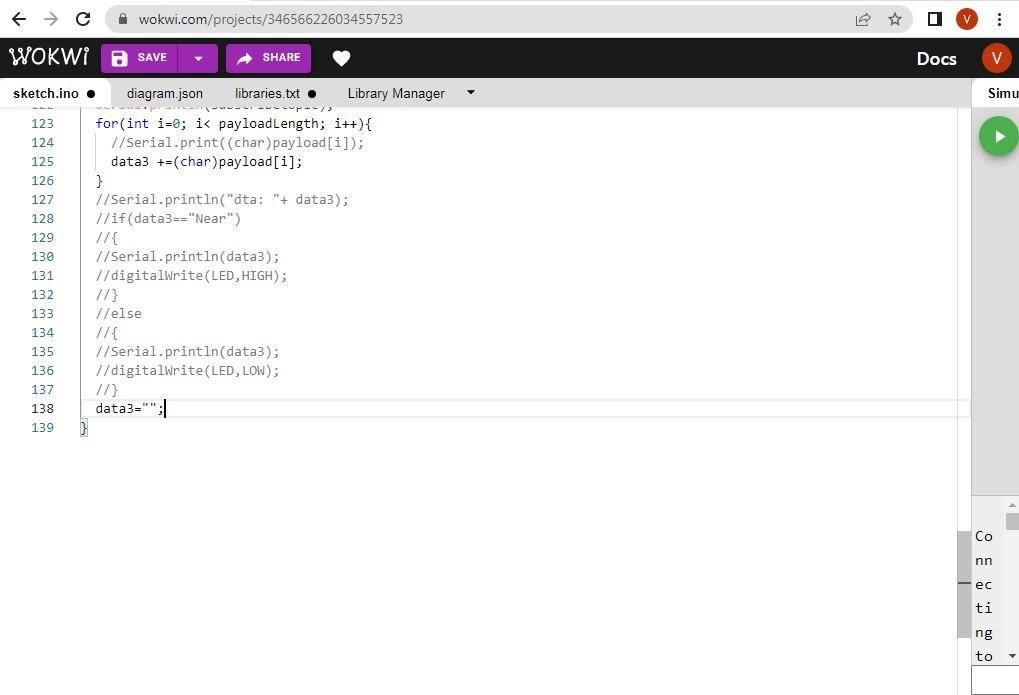 wokwi.com/projects/346566226034557523
V
WOKWI
SAVE
SHARE
Docs
V
sketch.ino
diagram.json
libraries.txt
Library Manager
Simu
123 for(int i=0; i< payloadLength; i++){
124 //Serial.print((char)payload[i]);
125 data3 +=(char)payload[i];
126 }
127 //Serial.println("dta: "+ data3);
128 //if(data3=="Near")
129 //{
130 //Serial.println(data3);
131 //digitalWrite(LED,HIGH);
132 //}
133 //else
134 //{
135 //Serial.println(data3);
136 //digitalWrite(LED,LOW);
137 //}
138 data3="";
139 }
Co
nn
ec
ti
ng
to